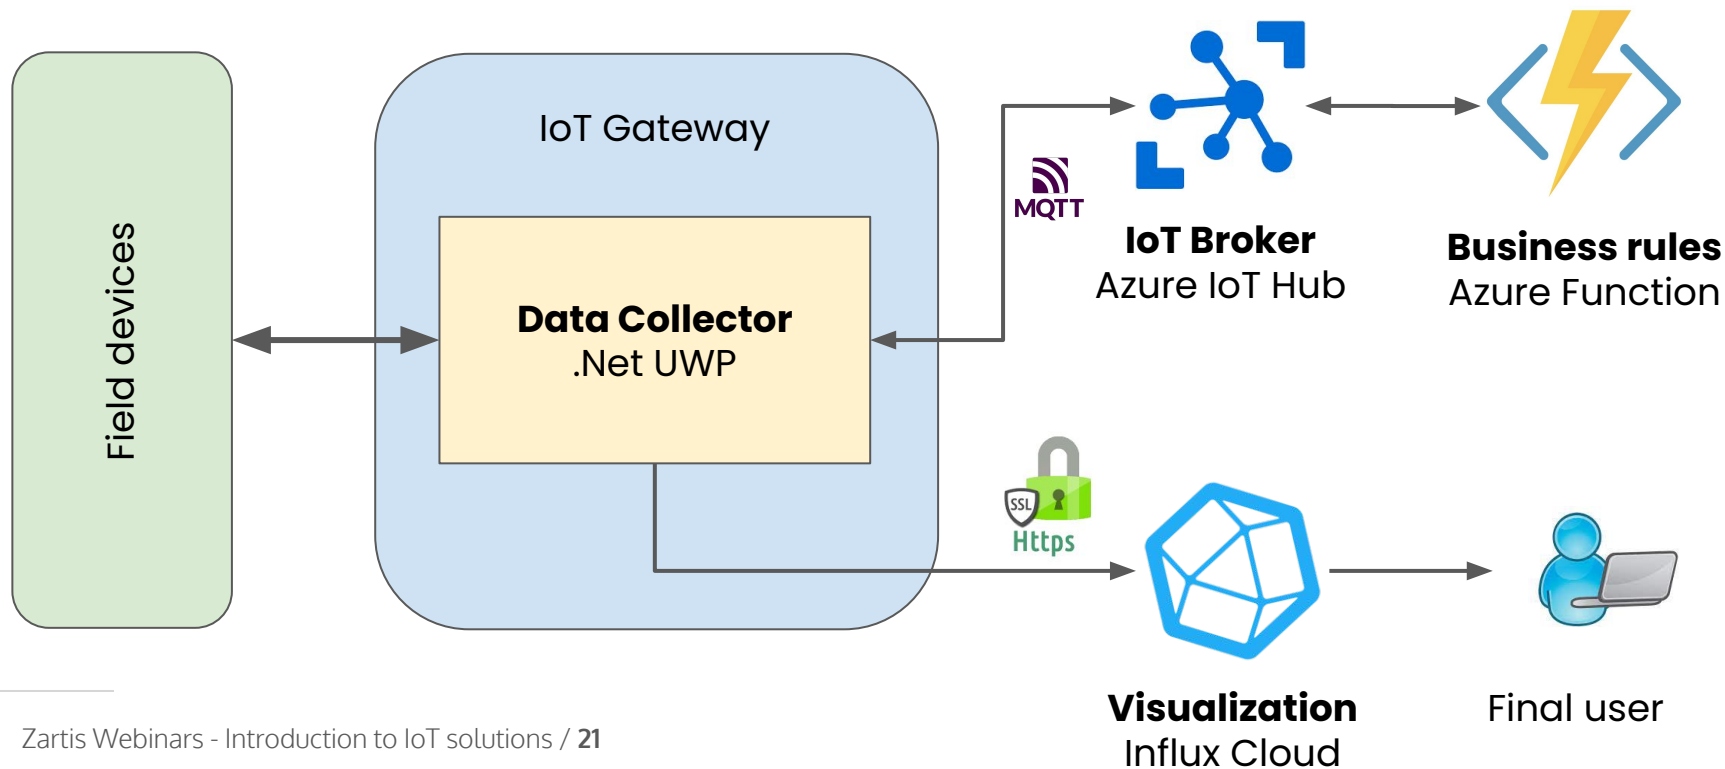 Field devices
IoT Gateway
Data Collector
.Net UWP
MQTT
IoT Broker
Azure IoT Hub
Business rules
Azure Function
SSL
Https
Visualization
Influx Cloud
Final user
Zartis Webinars - Introduction to IoT solutions / 21